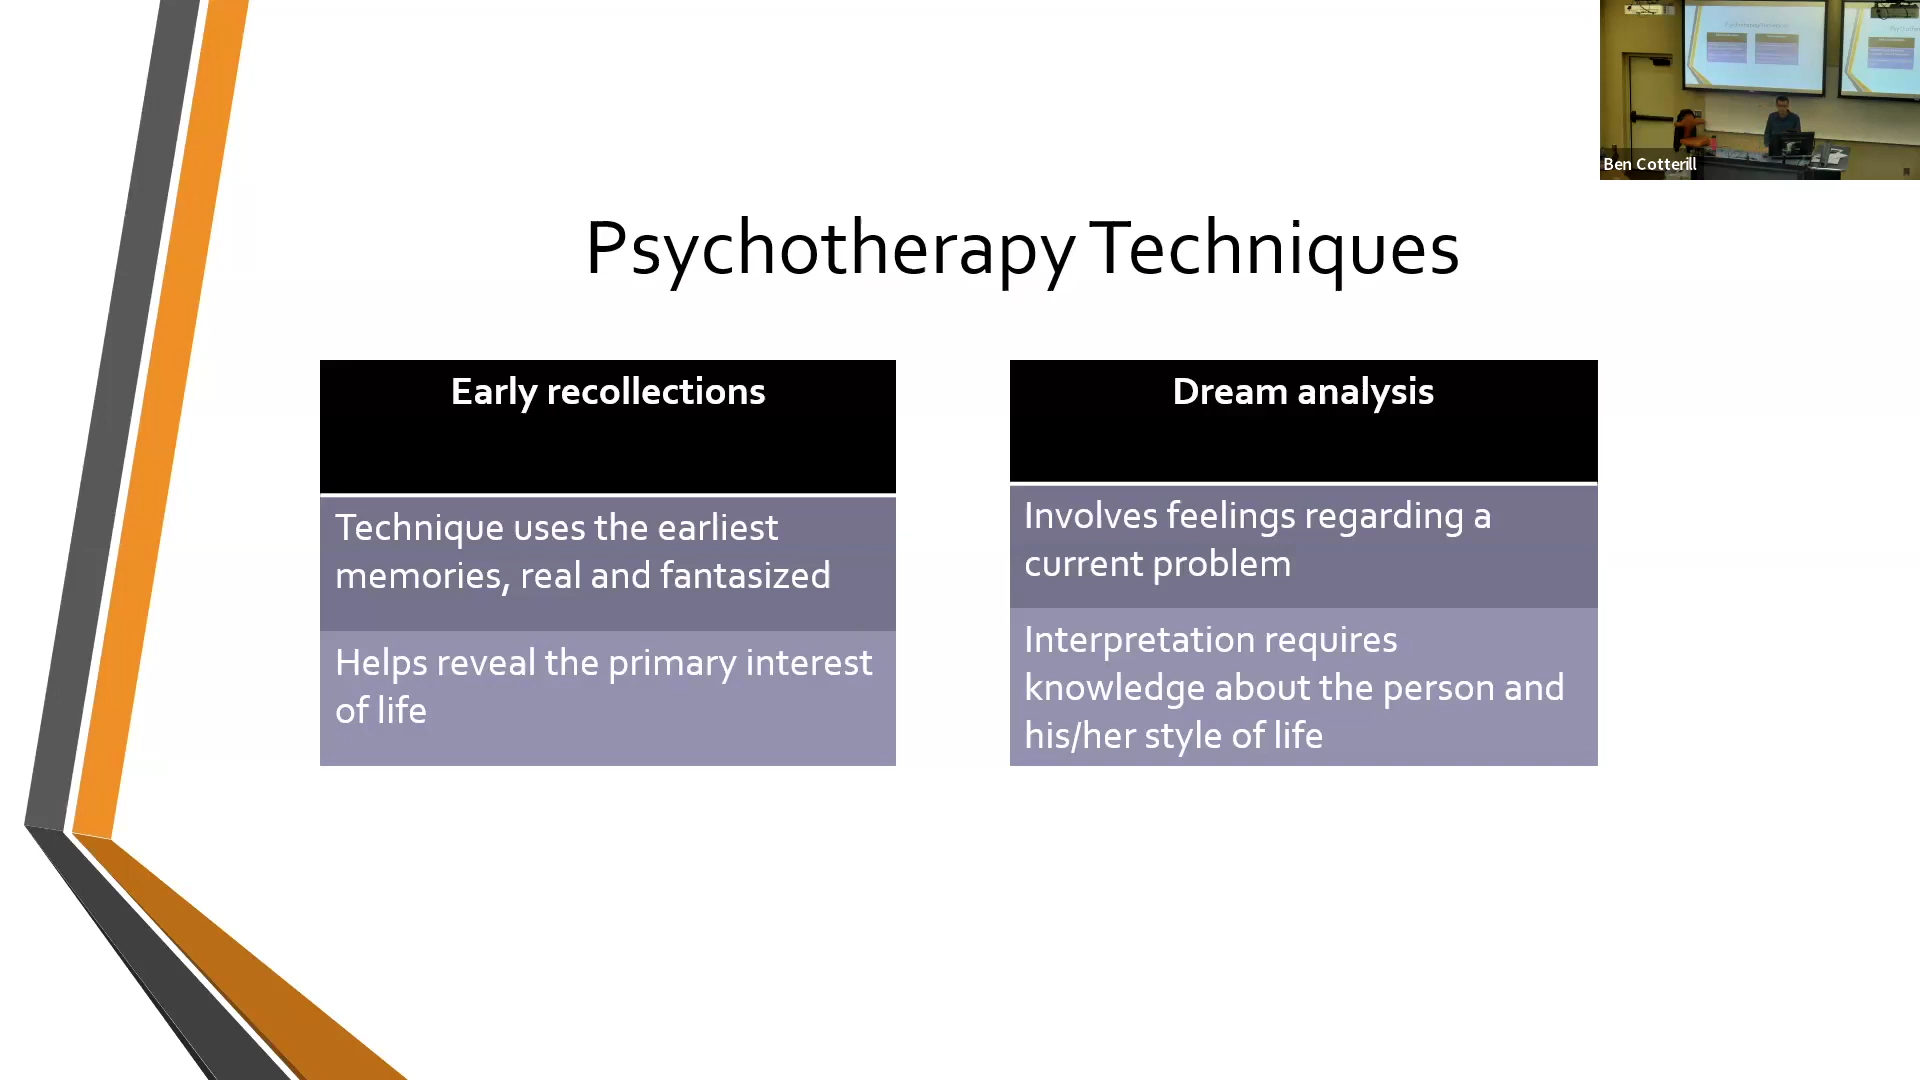 Ben Cotterill
Psychotherapy Techniques
Early recollections
Technique uses the earliest
memories, real and fantasized
Helps reveal the primary interest
of life
Dream analysis
Involves feelings regarding a
current problem
Interpretation requires
knowledge about the person and
his/her style of life